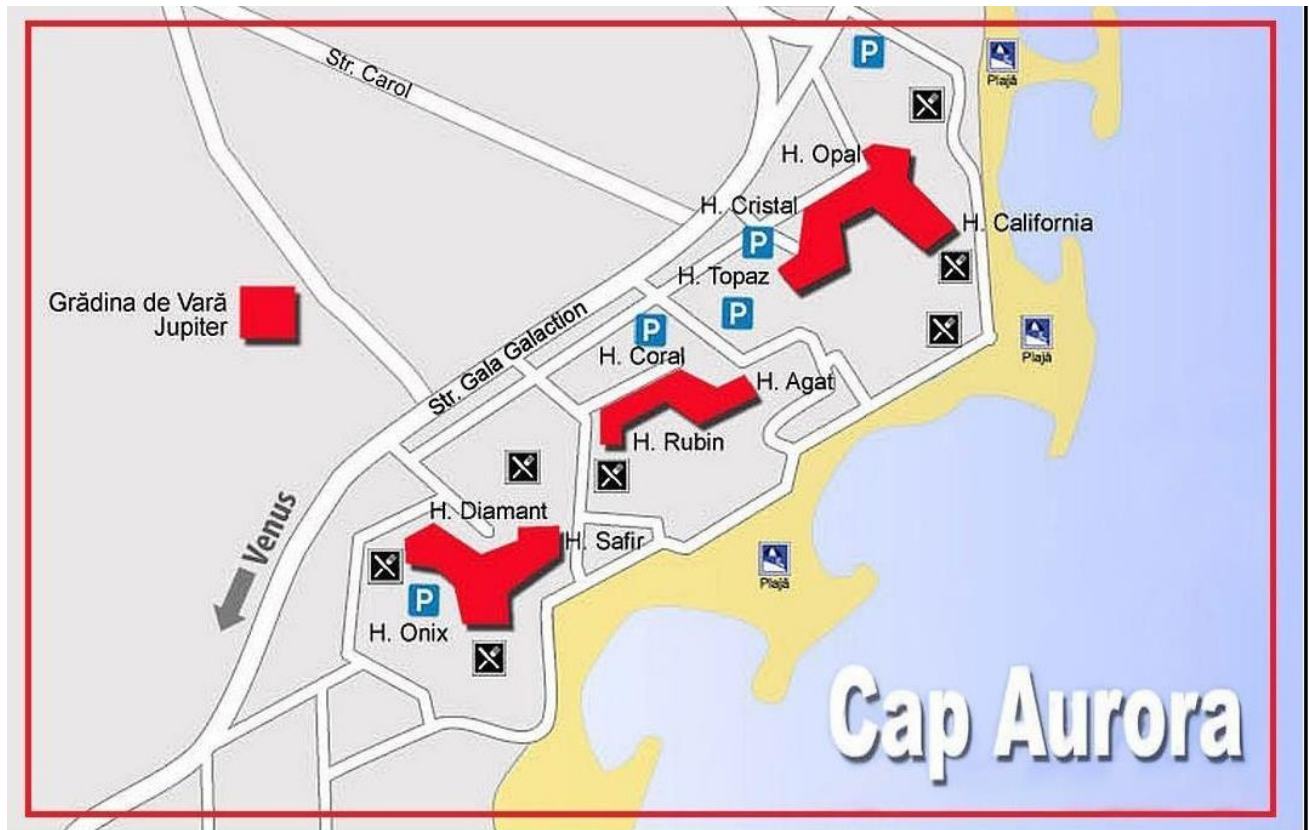 Str. Carol
P
Plajă
H. Opal
H. Cristal
H. California
P
H. Topaz
Grădina de Vară
Jupiter
P
P
Plajă
Str. Gala Galaction
H. Coral
H. Agat
H. Rubin
Venus
H. Diamant
H. Safir
Plajă
P
H. Onix
Cap Aurora